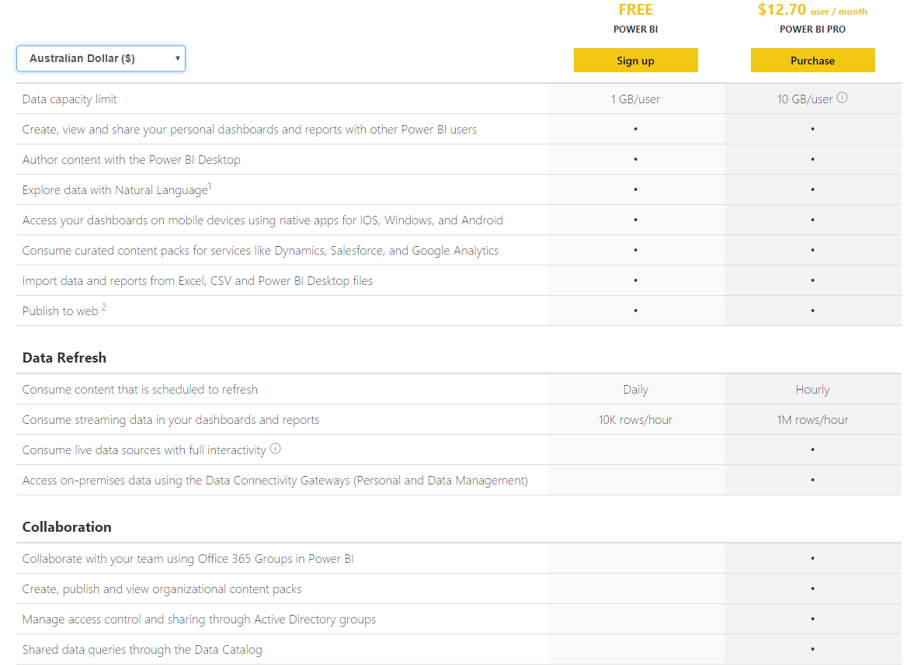 FREE $12.70 user / month
POWER BI POWER BI PRO
Australian Dollar ($) Sign up Purchase
Data capacity limit 1 GB/user 10 GB/user
Create, view and share your personal dashboards and reports with other Power BI users • •
Author content with the Power BI Desktop • •
Explore data with Natural Language1 • •
Access your dashboards on mobile devices using native apps for iOS, Windows, and Android • •
Consume curated content packs for services like Dynamics, Salesforce, and Google Analytics • •
Import data and reports from Excel, CSV and Power BI Desktop files • •
Publish to web 2 • •
Data Refresh
Consume content that is scheduled to refresh Daily Hourly
Consume streaming data in your dashboards and reports 10K rows/hour 1M rows/hour
Consume live data sources with full interactivity •
Access on-premises data using the Data Connectivity Gateways (Personal and Data Management) •
Collaboration
Collaborate with your team using Office 365 Groups in Power BI •
Create, publish and view organizational content packs •
Manage access control and sharing through Active Directory groups •
Shared data queries through the Data Catalog •